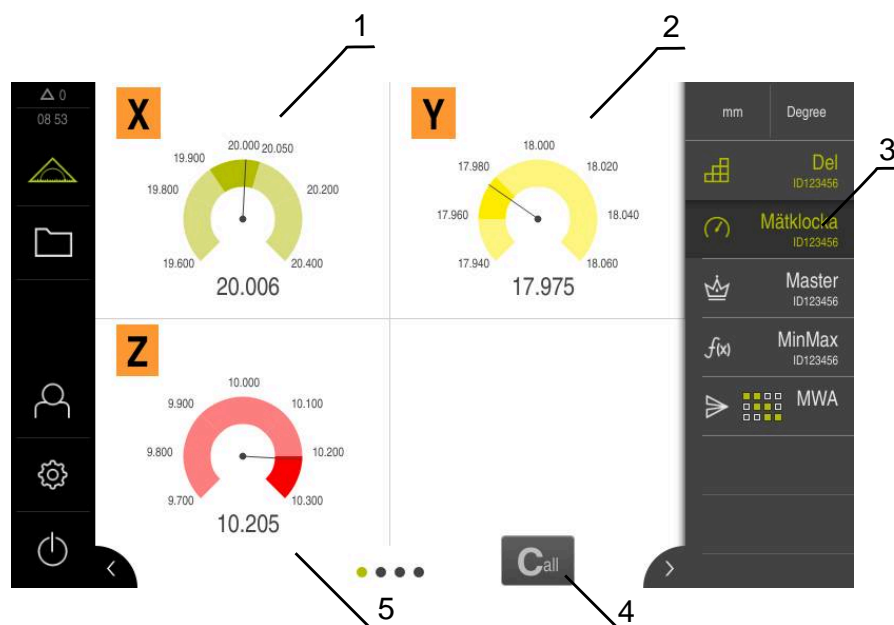 1
2
△ 0
08 53
X
19.600
19.800
19.900
20.000
20.050
20.200
20.400
20.006
Y
17.940
17.960
17.980
18.000
18.020
18.040
18.060
17.975
mm
Degree
Del
ID123456
3
Mätklocka
ID123456
Master
ID123456
f(x)
MinMax
ID123456
MWA
Z
9.700
9.800
9.900
10.000
10.100
10.200
10.300
10.205
Call
5
4